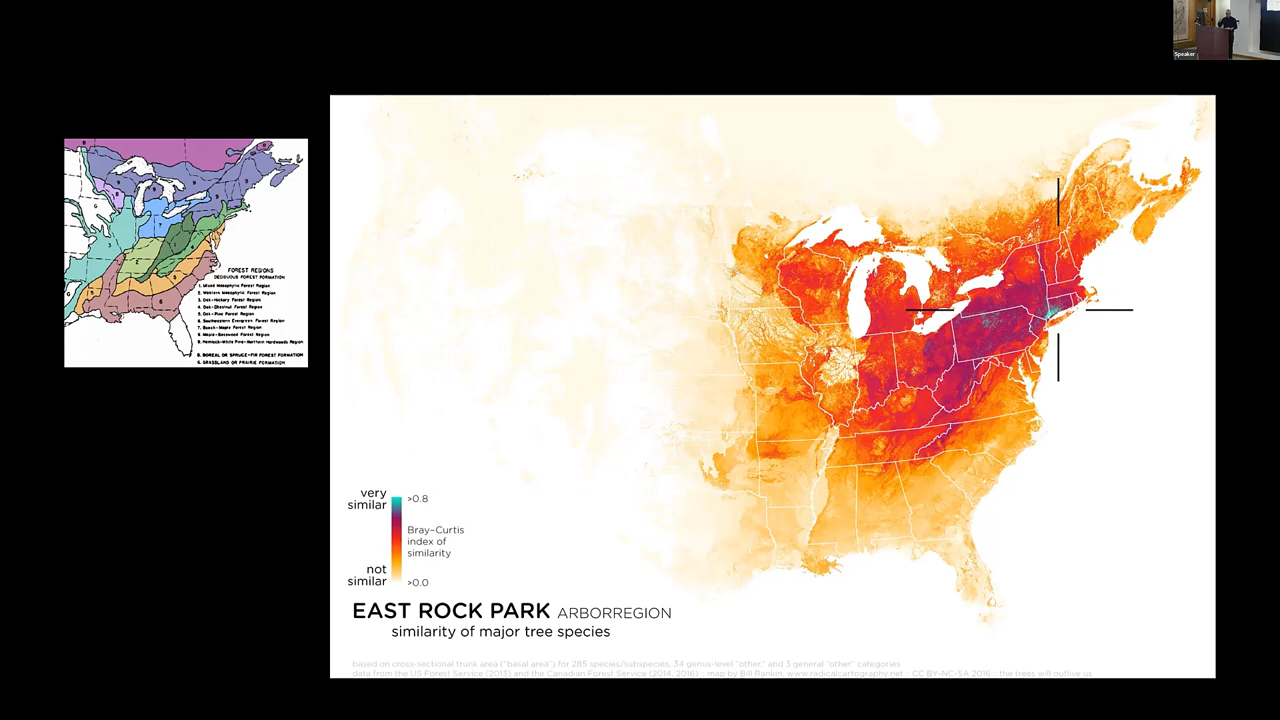 Speaker
FOREST REGIONS
DECIDUOUS FOREST FORMATION
1. Mixed Mesophytic Forest Region
2. Western Mesophytic Forest Region
3. Oak-Hickory Forest Region
4. Oak-Chestnut Forest Region
5. Oak-Pine Forest Region
6. Southeastern Evergreen Forest Region
7. Beech-Maple Forest Region
8. Maple-Basswood Forest Region
9. Hemlock-White Pine-Northern Hardwoods Region
B. BOREAL OR SPRUCE-FIR FOREST FORMATION
G. GRASSLAND OR PRAIRIE FORMATION
very
similar
>0.8
Bray–Curtis
index of
similarity
not
similar
>0.0
EAST ROCK PARK ARBORREGION
similarity of major tree species
based on cross-sectional trunk area ("basal area") for 285 species/subspecies, 34 genus-level "other," and 3 general "other" categories
data from the US Forest Service (2013) and the Canadian Forest Service (2014, 2016) :: map by Bill Rankin, www.radicalcartography.net :: CC BY-NC-SA 2016 :: the trees will outlive us